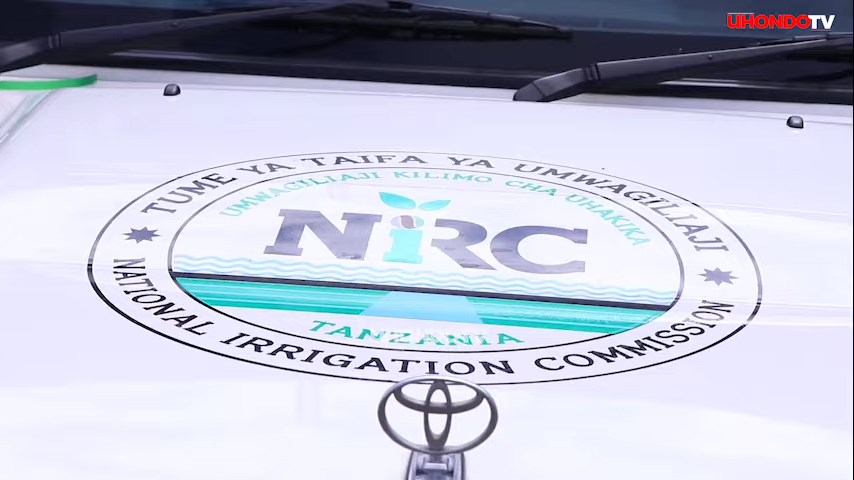 UHONDOTV
TUME YA TAIFA YA UMWAGILIAJI
UMWAGILIAJI KILIMO CHA UHAKIKA
NiRC
TANZANIA
NATIONAL IRRIGATION COMMISSION